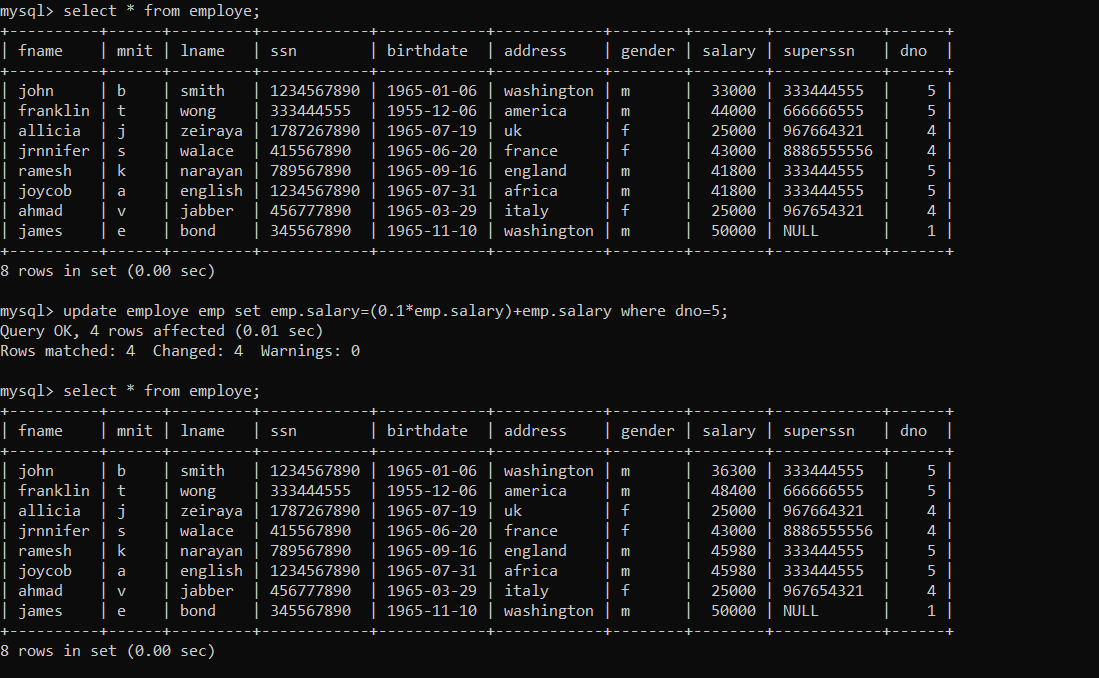 mysql> select * from employe;
+----------+------+---------+------------+------------+------------+--------+--------+------------+------+
| fname    | mnit | lname   | ssn        | birthdate  | address    | gender | salary | superssn   | dno  |
+----------+------+---------+------------+------------+------------+--------+--------+------------+------+
| john     | b    | smith   | 1234567890 | 1965-01-06 | washington | m      |  33000 | 333444555  |    5 |
| franklin | t    | wong    | 333444555  | 1955-12-06 | america    | m      |  44000 | 666666555  |    5 |
| allicia  | j    | zeiraya | 1787267890 | 1965-07-19 | uk         | f      |  25000 | 967664321  |    4 |
| jrnnifer | s    | walace  | 415567890  | 1965-06-20 | france     | f      |  43000 | 8886555556 |    4 |
| ramesh   | k    | narayan | 789567890  | 1965-09-16 | england    | m      |  41800 | 333444555  |    5 |
| joycob   | a    | english | 1234567890 | 1965-07-31 | africa     | m      |  41800 | 333444555  |    5 |
| ahmad    | v    | jabber  | 456777890  | 1965-03-29 | italy      | f      |  25000 | 967654321  |    4 |
| james    | e    | bond    | 345567890  | 1965-11-10 | washington | m      |  50000 | NULL       |    1 |
+----------+------+---------+------------+------------+------------+--------+--------+------------+------+
8 rows in set (0.00 sec)
mysql> update employe emp set emp.salary=(0.1*emp.salary)+emp.salary where dno=5;
Query OK, 4 rows affected (0.01 sec)
Rows matched: 4  Changed: 4  Warnings: 0
mysql> select * from employe;
+----------+------+---------+------------+------------+------------+--------+--------+------------+------+
| fname    | mnit | lname   | ssn        | birthdate  | address    | gender | salary | superssn   | dno  |
+----------+------+---------+------------+------------+------------+--------+--------+------------+------+
| john     | b    | smith   | 1234567890 | 1965-01-06 | washington | m      |  36300 | 333444555  |    5 |
| franklin | t    | wong    | 333444555  | 1955-12-06 | america    | m      |  48400 | 666666555  |    5 |
| allicia  | j    | zeiraya | 1787267890 | 1965-07-19 | uk         | f      |  25000 | 967664321  |    4 |
| jrnnifer | s    | walace  | 415567890  | 1965-06-20 | france     | f      |  43000 | 8886555556 |    4 |
| ramesh   | k    | narayan | 789567890  | 1965-09-16 | england    | m      |  45980 | 333444555  |    5 |
| joycob   | a    | english | 1234567890 | 1965-07-31 | africa     | m      |  45980 | 333444555  |    5 |
| ahmad    | v    | jabber  | 456777890  | 1965-03-29 | italy      | f      |  25000 | 967654321  |    4 |
| james    | e    | bond    | 345567890  | 1965-11-10 | washington | m      |  50000 | NULL       |    1 |
+----------+------+---------+------------+------------+------------+--------+--------+------------+------+
8 rows in set (0.00 sec)